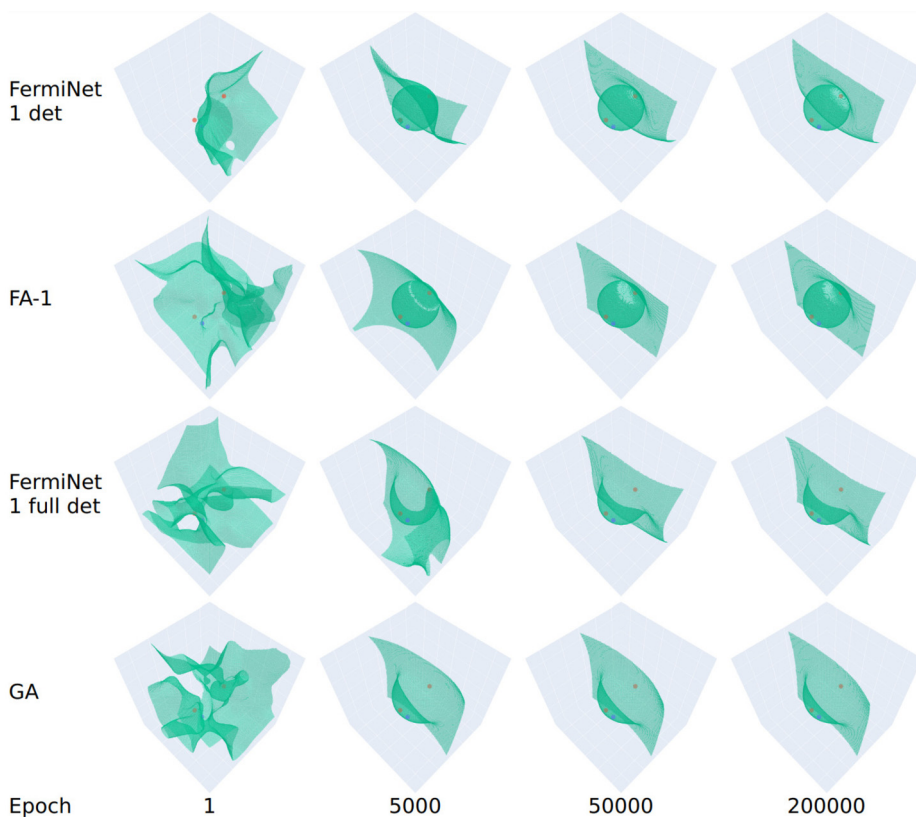 FermiNet
1 det
FA-1
FermiNet
1 full det
GA
Epoch 1 5000 50000 200000